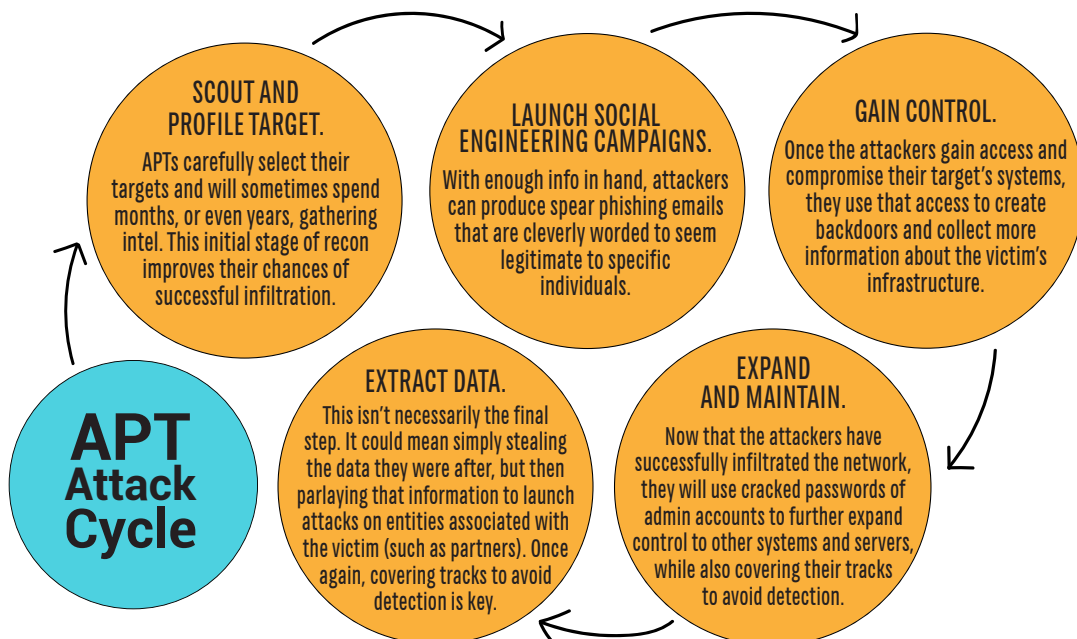 SCOUT AND
PROFILE TARGET.
APTs carefully select their
targets and will sometimes spend
months, or even years, gathering
intel. This initial stage of recon
improves their chances of
successful infiltration.
LAUNCH SOCIAL
ENGINEERING CAMPAIGNS.
With enough info in hand, attackers
can produce spear phishing emails
that are cleverly worded to seem
legitimate to specific
individuals.
GAIN CONTROL.
Once the attackers gain access and
compromise their target’s systems,
they use that access to create
backdoors and collect more
information about the victim’s
infrastructure.
EXPAND
AND MAINTAIN.
Now that the attackers have
successfully infiltrated the network,
they will use cracked passwords of
admin accounts to further expand
control to other systems and servers,
while also covering their tracks
to avoid detection.
EXTRACT DATA.
This isn’t necessarily the final
step. It could mean simply stealing
the data they were after, but then
parlaying that information to launch
attacks on entities associated with
the victim (such as partners). Once
again, covering tracks to avoid
detection is key.
APT
Attack
Cycle